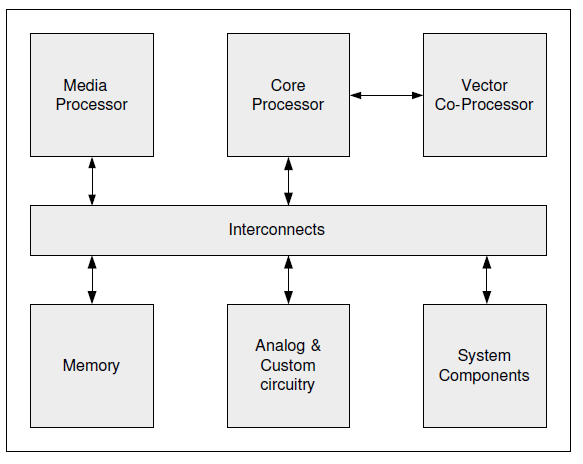 Media
Processor
Core
Processor
Vector
Co-Processor
Interconnects
Memory
Analog &
Custom
circuitry
System
Components